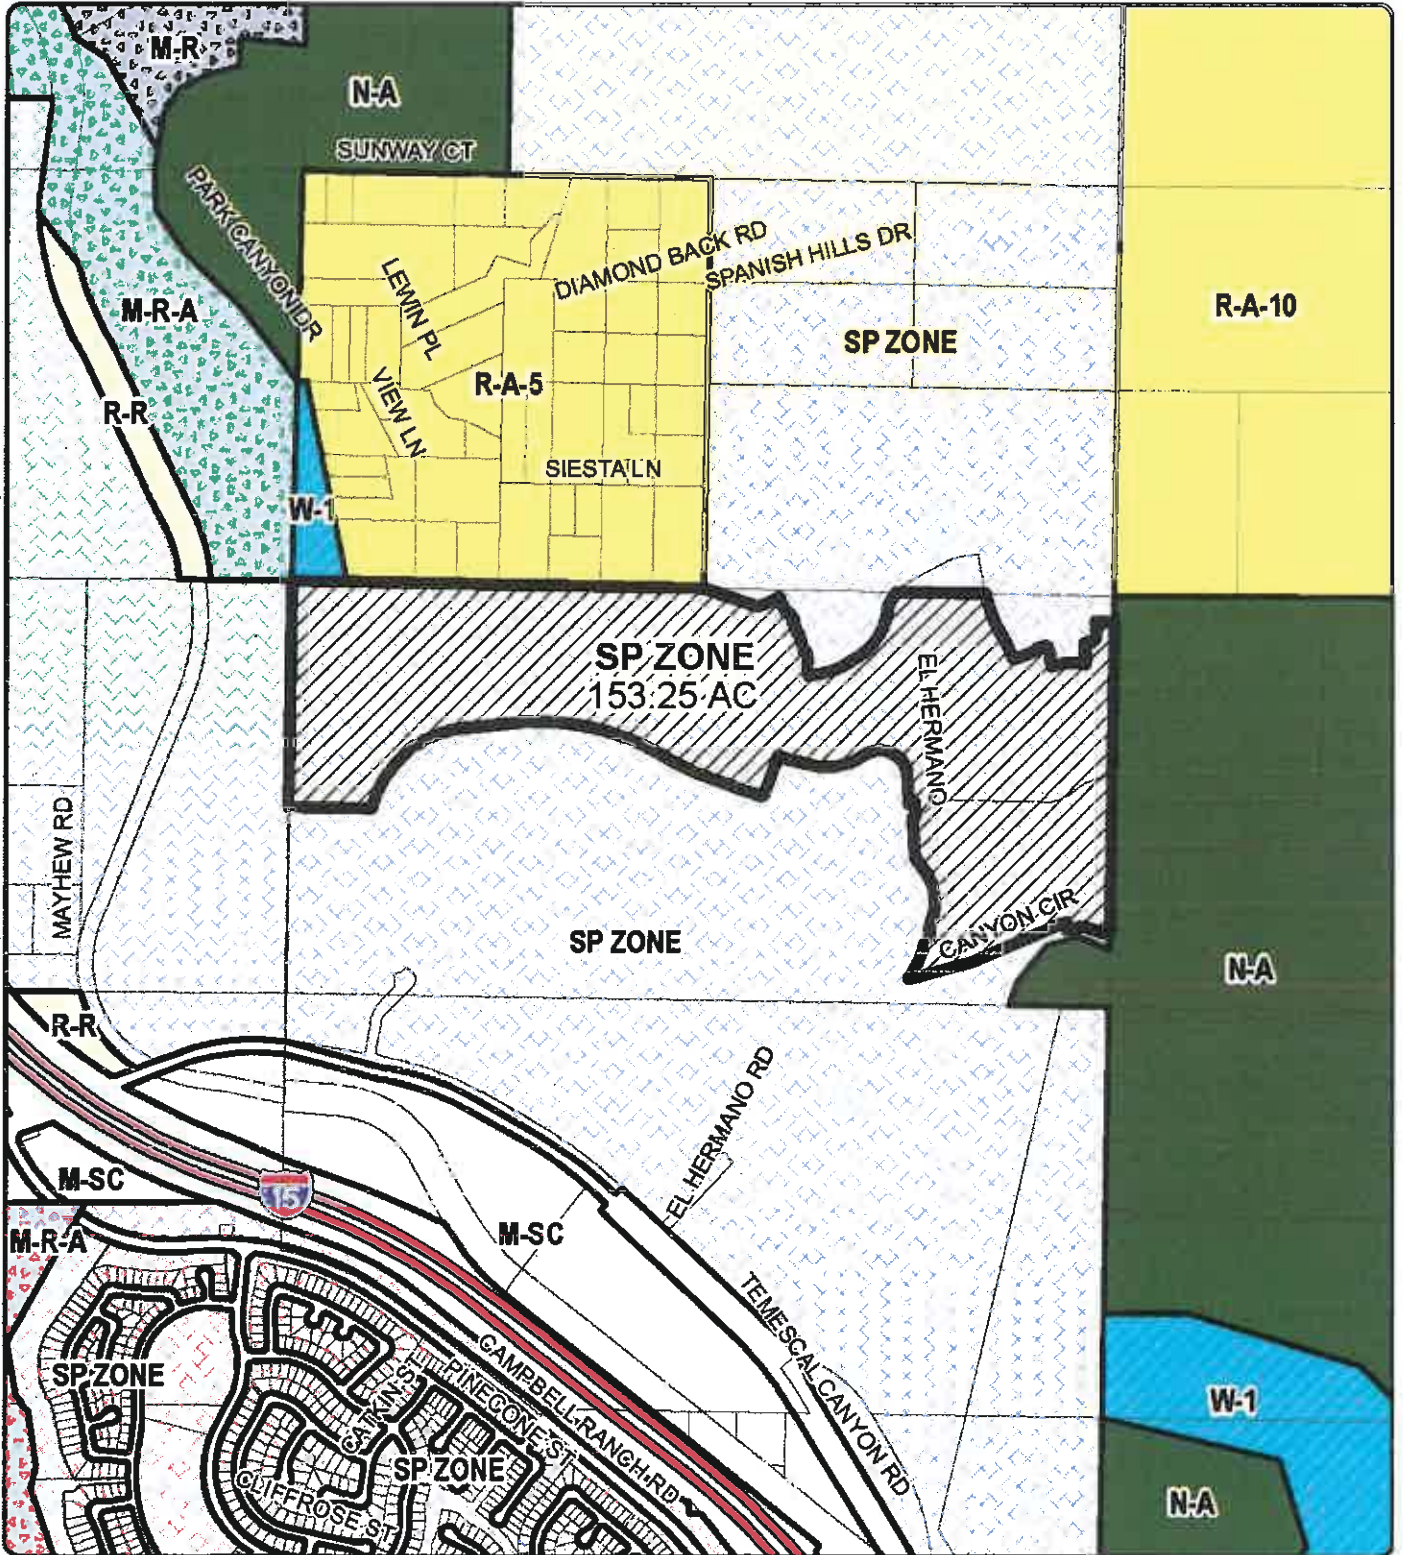 M-R
N-A
SUNWAY CT
PARK CANYON DR
DIAMOND BACK RD
SPANISH HILLS DR
LEWIN PL
M-R-A
R-A-10
SP ZONE
R-A-5
VIEW LN
R-R
SIESTA LN
W-1
SP ZONE
153.25 AC
EL HERMANO
MAYHEW RD
CANYON CIR
SP ZONE
N-A
R-R
EL HERMANO RD
M-SC
15
M-SC
M-R-A
TEMESCAL CANYON RD
SP ZONE
CAMPBELL RANCH RD
PINECONE ST
CATKIN ST
W-1
SP ZONE
CLIFFROSE ST
N-A